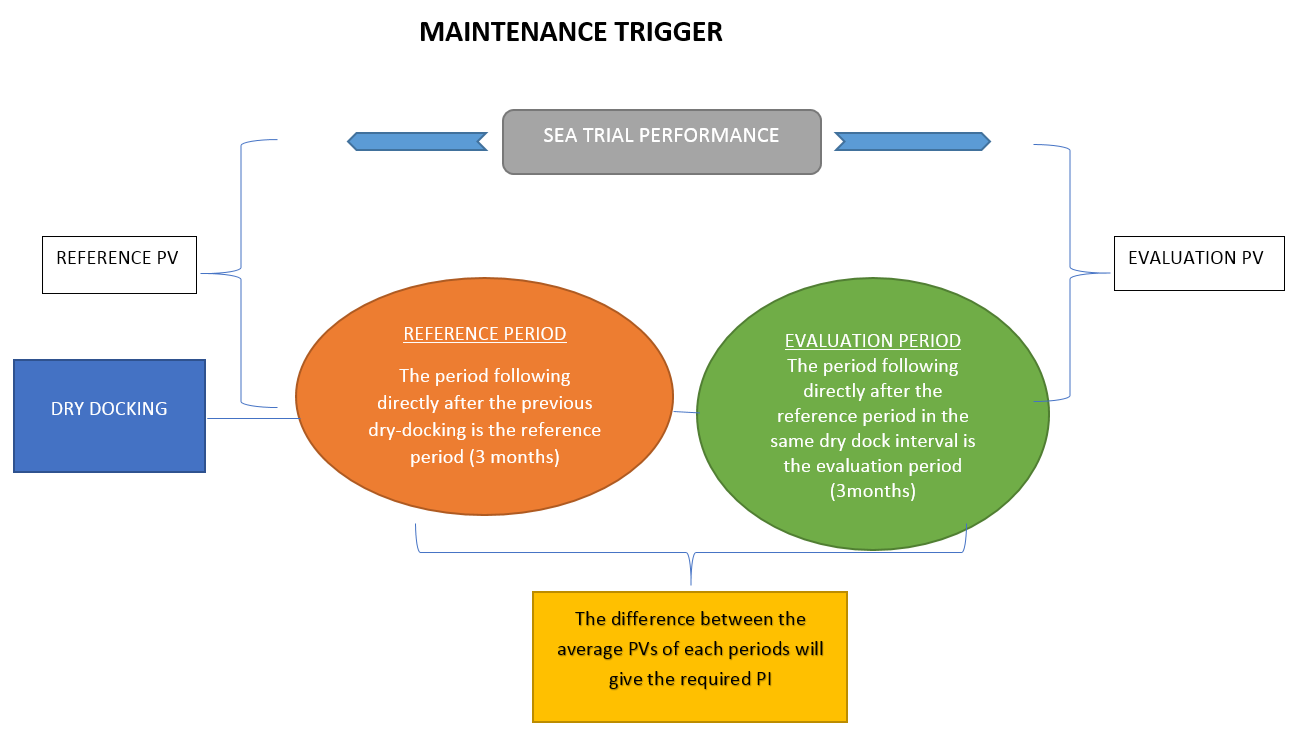 MAINTENANCE TRIGGER
SEA TRIAL PERFORMANCE
REFERENCE PV
EVALUATION PV
DRY DOCKING
REFERENCE PERIOD
The period following
directly after the previous
dry-docking is the reference
period (3 months)
EVALUATION PERIOD
The period following
directly after the
reference period in the
same dry dock interval is
the evaluation period
(3months)
The difference between the
average PVs of each periods will
give the required PI